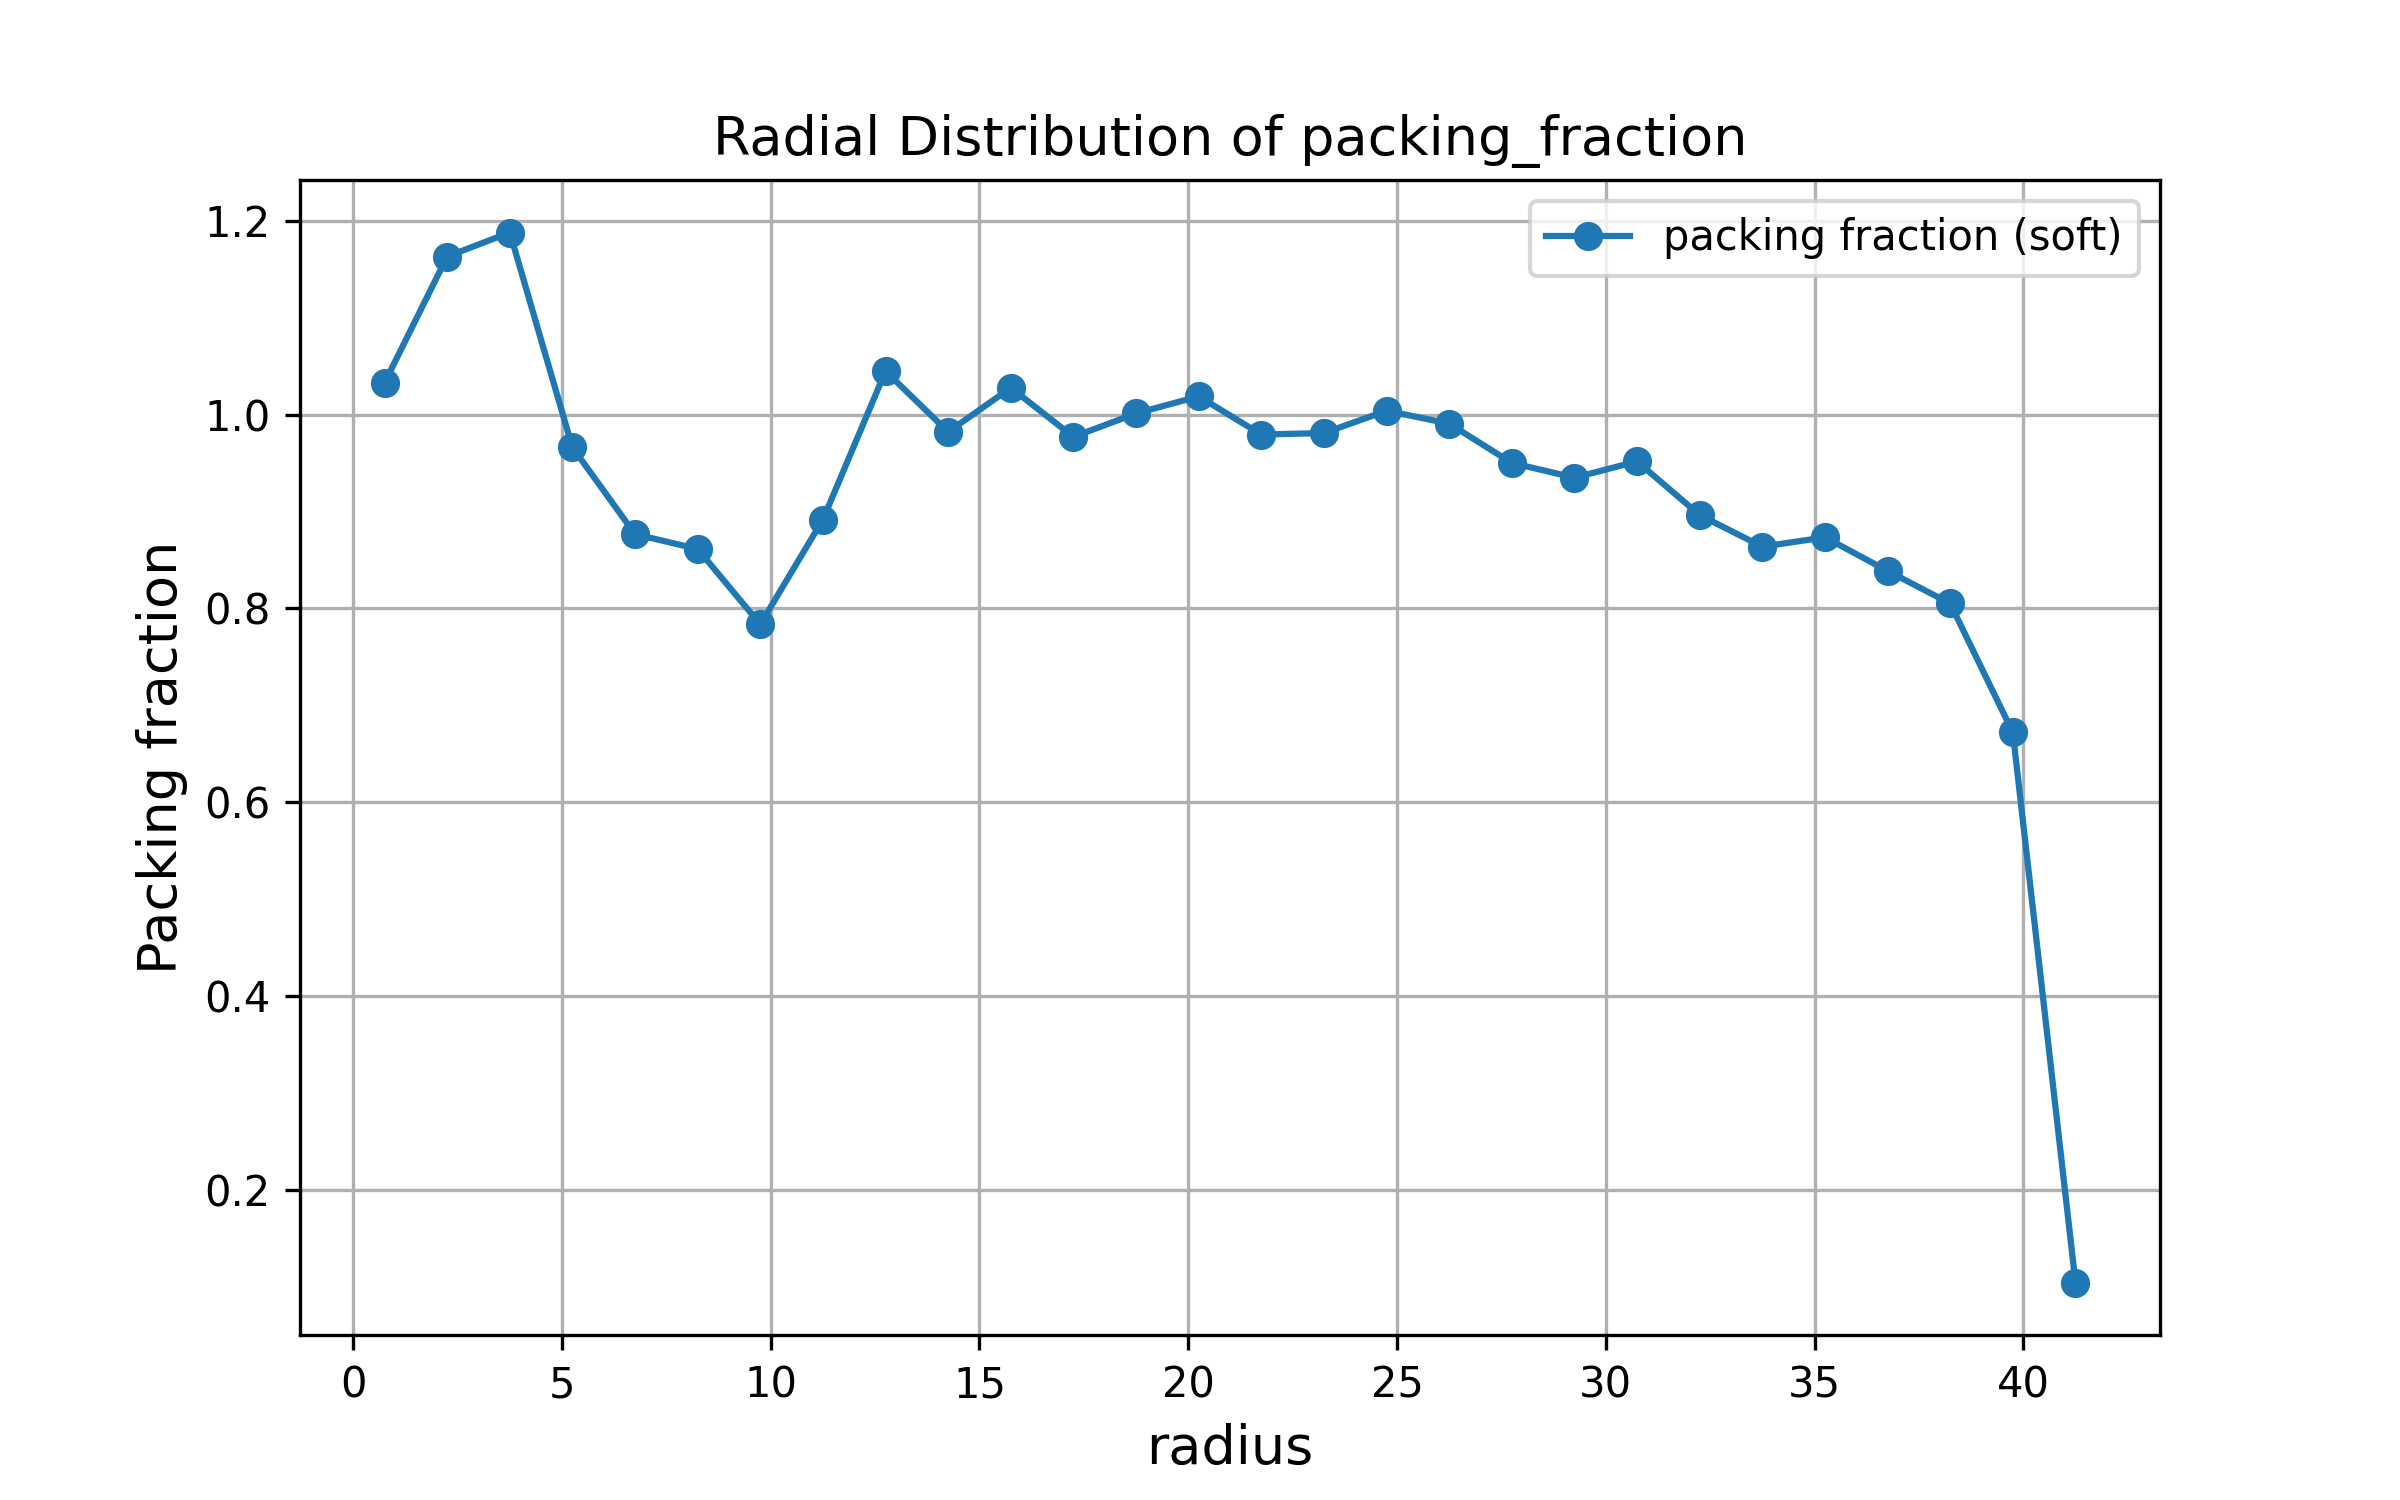 Radial Distribution of packing_fraction
packing fraction (soft)
Packing fraction
1.2
1.0
0.8
0.6
0.4
0.2
0 5 10 15 20 25 30 35 40
radius